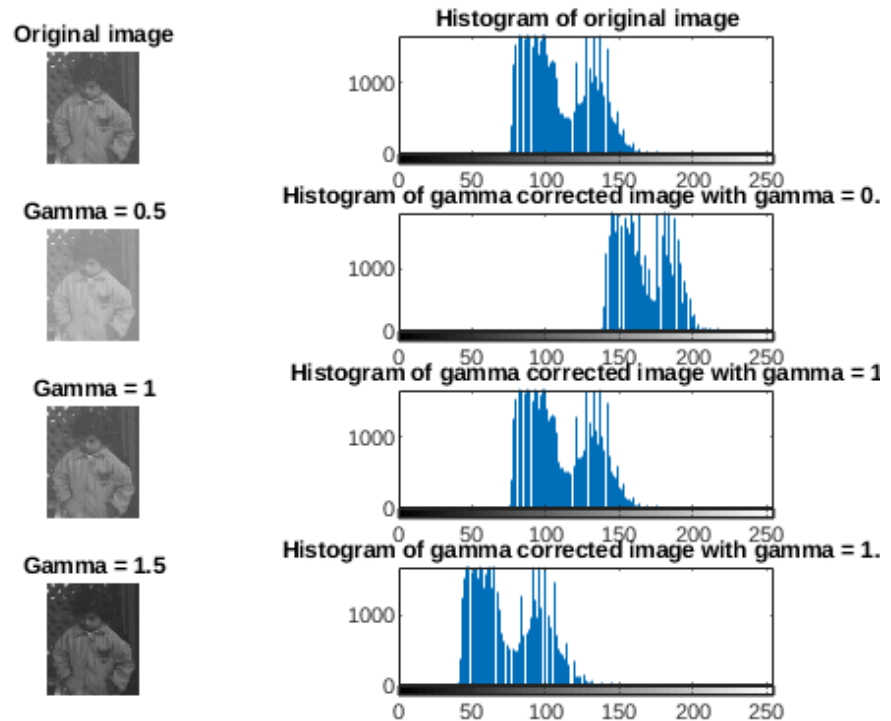 Original image
Histogram of original image
1000
0
0 50 100 150 200 250
Gamma = 0.5
Histogram of gamma corrected image with gamma = 0.
1000
0
0 50 100 150 200 250
Gamma = 1
Histogram of gamma corrected image with gamma = 1
1000
0
0 50 100 150 200 250
Gamma = 1.5
Histogram of gamma corrected image with gamma = 1.
1000
0
0 50 100 150 200 250